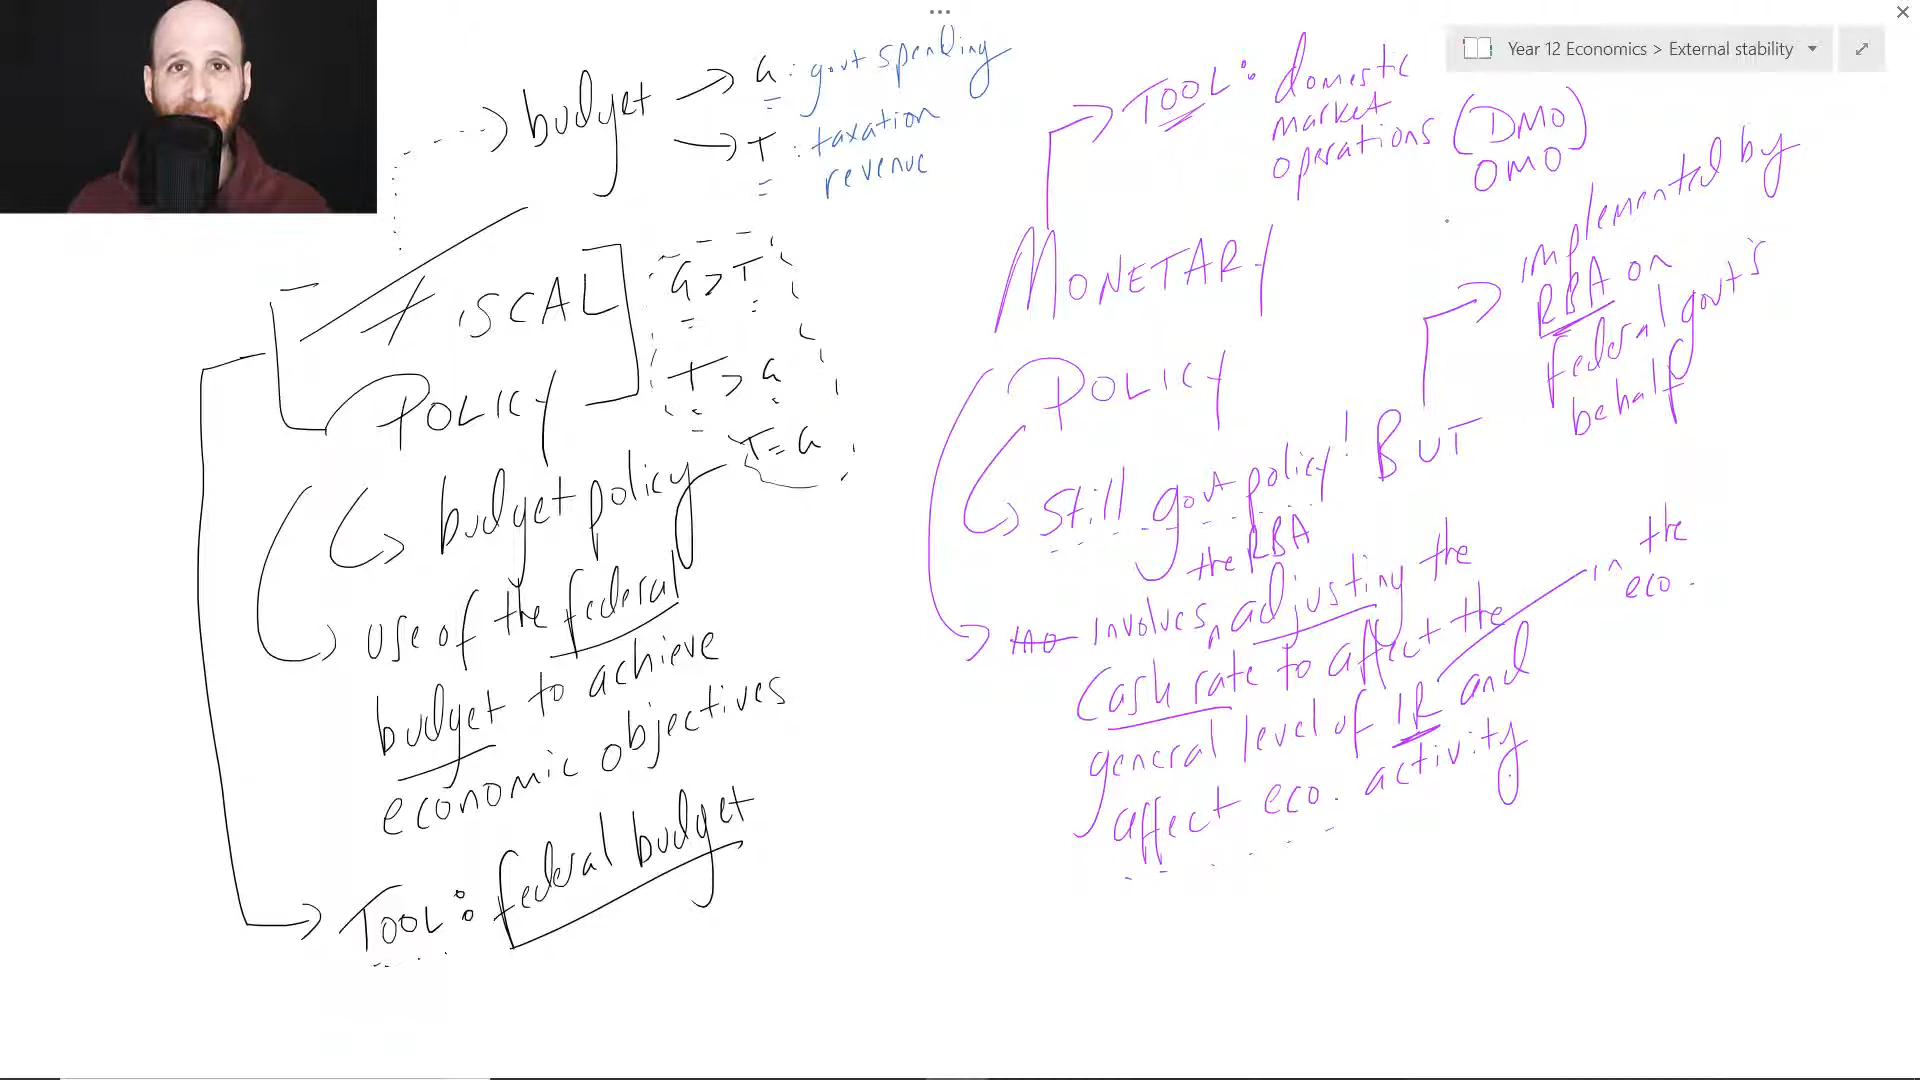 Year 12 Economics > External stability
budget → G : govt spending
→ T : taxation
revenue
FISCAL
POLICY
G > T
T > G
T = G
budget policy
use of the federal
budget to achieve
economic objectives
TOOL : federal budget
TOOL : domestic
market
operations (DMO)
OMO
MONETARY
POLICY
still govt policy! BUT
implemented by
RBA on
federal govt's
behalf
the RBA
involves ^ adjusting the
cash rate to affect the
general level of IR and
in the
eco.
affect eco. activity